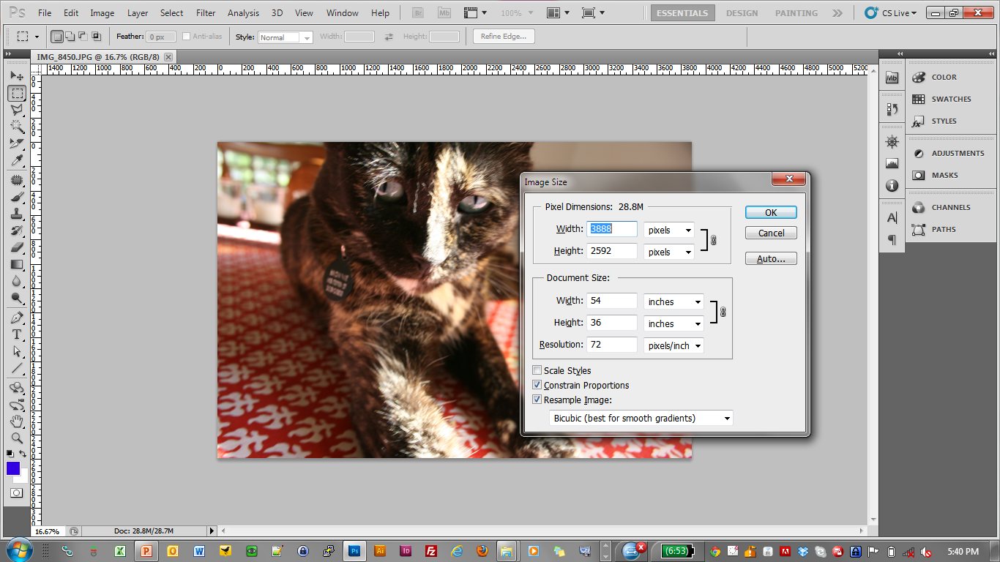 Ps File Edit Image Layer Select Filter Analysis 3D View Window Help Br Mb 100% ESSENTIALS DESIGN PAINTING CS Live
Feather: 0 px Anti-alias Style: Normal Width: Height: Refine Edge...
IMG_8450.JPG @ 16.7% (RGB/8)
1400 1200 1000 800 600 400 200 0 200 400 600 800 1000 1200 1400 1600 1800 2000 2200 2400 2600 2800 3000 3200 3400 3600 3800 4000 4200 4400 4600 4800 5000 5200
Mb
COLOR
SWATCHES
STYLES
ADJUSTMENTS
MASKS
CHANNELS
PATHS
Image Size
Pixel Dimensions: 28.8M
Width: 3888 pixels
Height: 2592 pixels
OK
Cancel
Auto...
Document Size:
Width: 54 inches
Height: 36 inches
Resolution: 72 pixels/inch
Scale Styles
Constrain Proportions
Resample Image:
Bicubic (best for smooth gradients)
16.67% Doc: 28.8M/28.7M
Ps Ai Id Fz (6:53) 5:40 PM